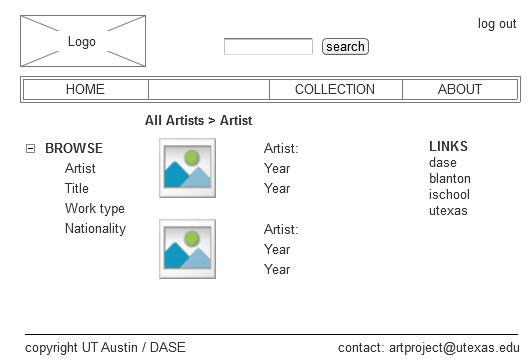 log out
Logo
search
HOME
COLLECTION
ABOUT
All Artists > Artist
BROWSE
Artist
Title
Work type
Nationality
Artist:
Year
Year
Artist:
Year
Year
LINKS
dase
blanton
ischool
utexas
copyright UT Austin / DASE
contact: artproject@utexas.edu